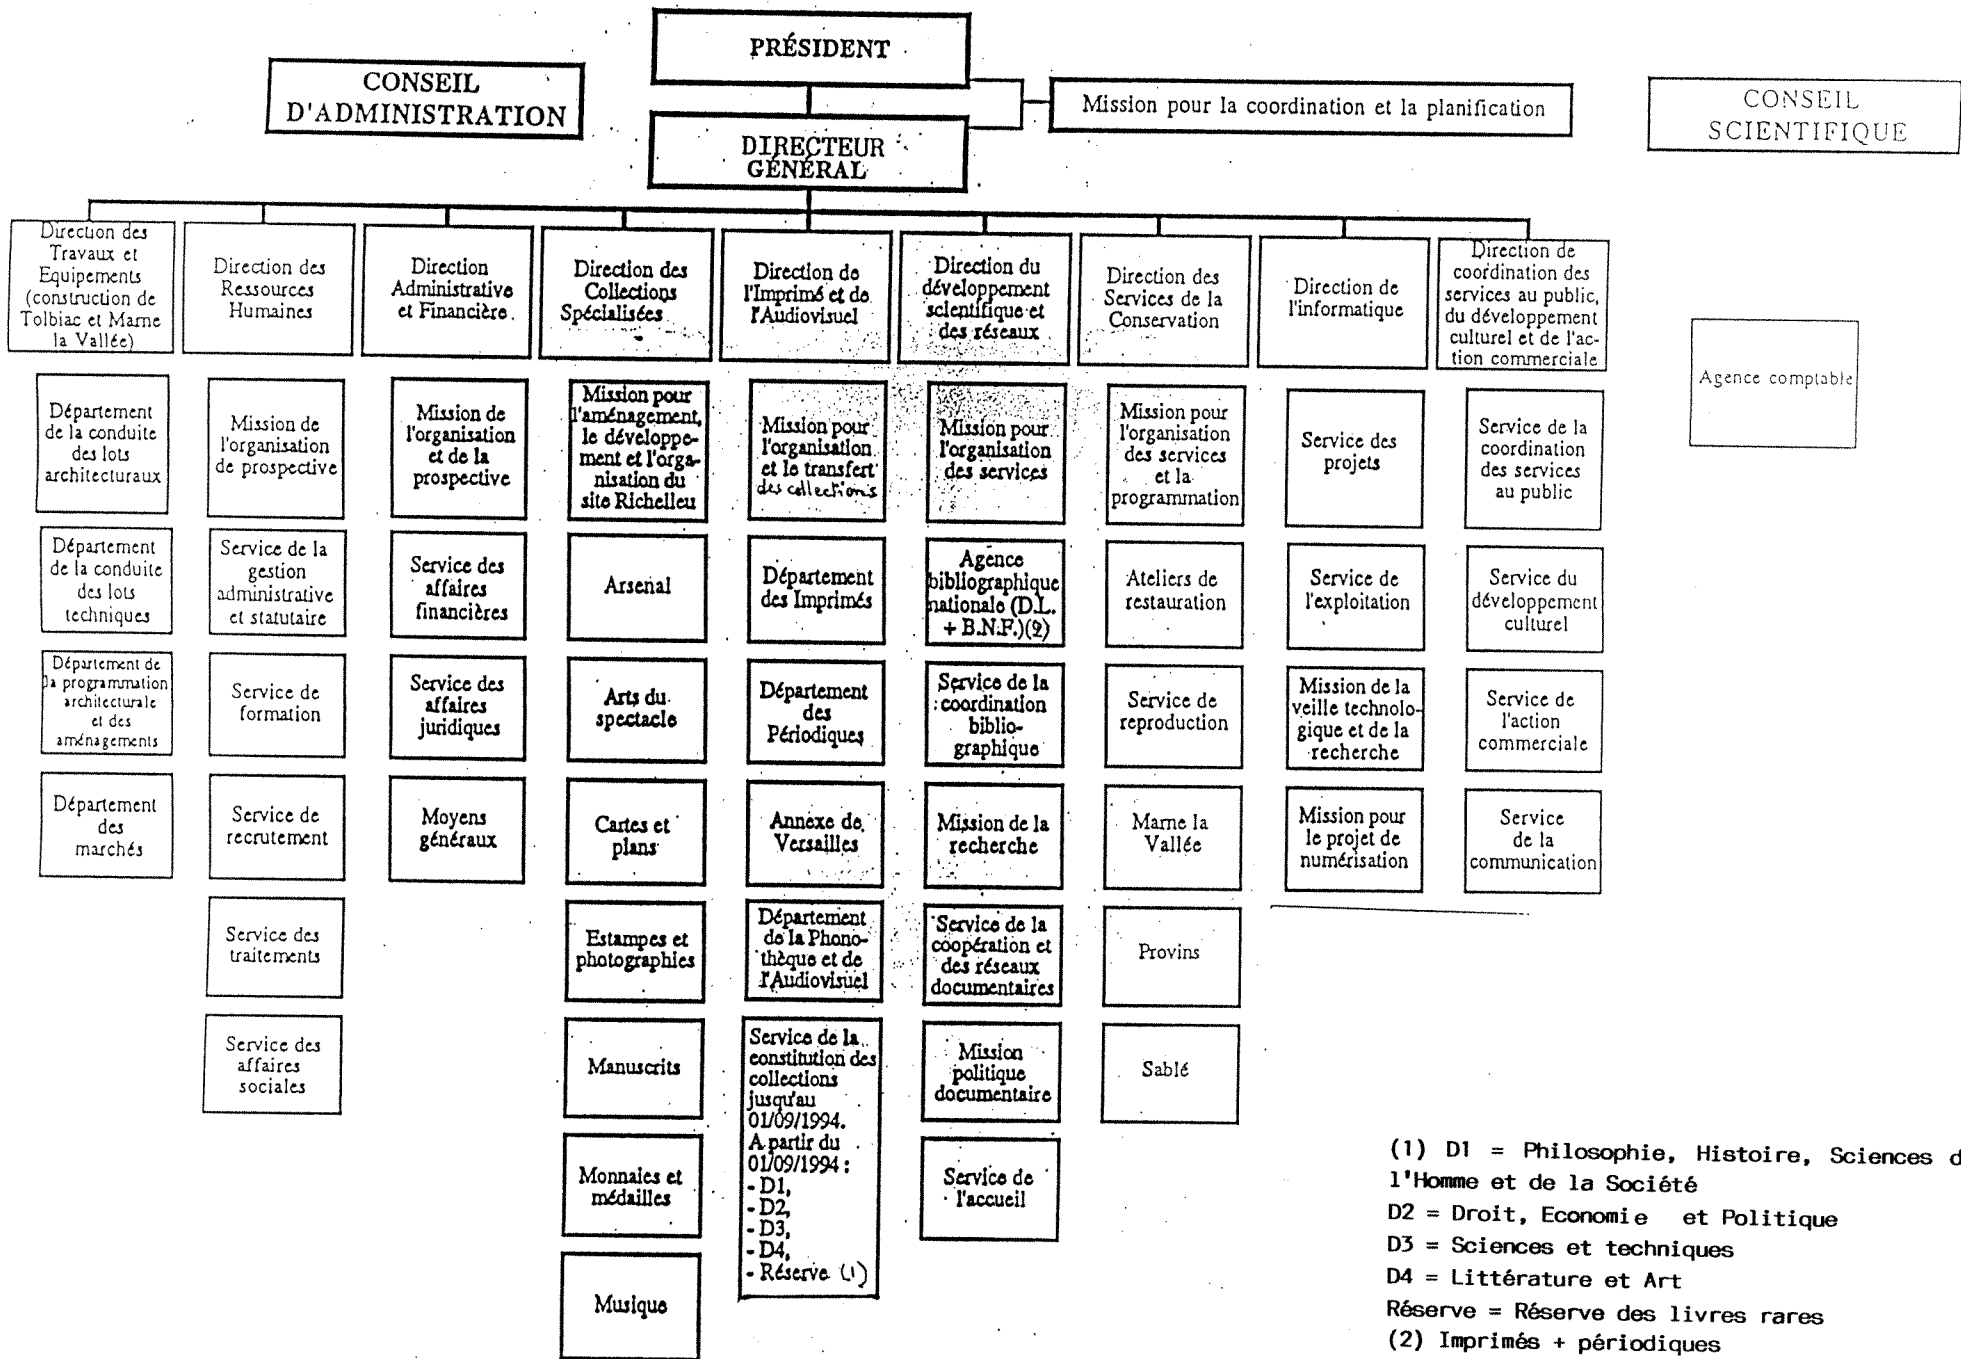 PRÉSIDENT
CONSEIL
D'ADMINISTRATION
Mission pour la coordination et la planification
CONSEIL
SCIENTIFIQUE
DIRECTEUR
GÉNÉRAL
Direction des
Travaux et
Equipements
(construction de
Tolbiac et Marne
la Vallée)
Direction des
Ressources
Humaines
Direction
Administrative
et Financière
Direction des
Collections
Spécialisées
Direction de
l'Imprimé et de
l'Audiovisuel
Direction du
développement
scientifique et
des réseaux
Direction des
Services de la
Conservation
Direction de
l'informatique
Direction de
coordination des
services au public,
du développement
culturel et de l'ac-
tion commerciale
Agence comptable
Département
de la conduite
des lots
architecturaux
Mission de
l'organisation
de prospective
Mission de
l'organisation
et de la
prospective
Mission pour
l'aménagement,
le développe-
ment et l'orga-
nisation du
site Richelieu
Mission pour
l'organisation
et le transfert
des collections
Mission pour
l'organisation
des services
Mission pour
l'organisation
des services
et la
programmation
Service des
projets
Service de la
coordination
des services
au public
Département
de la conduite
des lots
techniques
Service de la
gestion
administrative
et statutaire
Service des
affaires
financières
Arsenal
Département
des Imprimés
Agence
bibliographique
nationale (D.L.
+ B.N.F.)(2)
Ateliers de
restauration
Service de
l'exploitation
Service du
développement
culturel
Département de
la programmation
architecturale
et des
aménagements
Service de
formation
Service des
affaires
juridiques
Arts du
spectacle
Département
des
Périodiques
Service de la
coordination
biblio-
graphique
Service de
reproduction
Mission de la
veille technolo-
gique et de la
recherche
Service de
l'action
commerciale
Département
des
marchés
Service de
recrutement
Moyens
généraux
Cartes et
plans
Annexe de
Versailles
Mission de la
recherche
Marne la
Vallée
Mission pour
le projet de
numérisation
Service
de la
communication
Service des
traitements
Estampes et
photographies
Département
de la Phono-
thèque et de
l'Audiovisuel
Service de la
coopération et
des réseaux
documentaires
Provins
Service des
affaires
sociales
Manuscrits
Service de la
constitution des
collections
jusqu'au
01/09/1994.
A partir du
01/09/1994 :
- D1,
- D2,
- D3,
- D4,
- Réserve (1)
Mission
politique
documentaire
Sablé
Monnaies et
médailles
Service de
l'accueil
Musique
(1) D1 = Philosophie, Histoire, Sciences d
l'Homme et de la Société
D2 = Droit, Economie et Politique
D3 = Sciences et techniques
D4 = Littérature et Art
Réserve = Réserve des livres rares
(2) Imprimés + périodiques